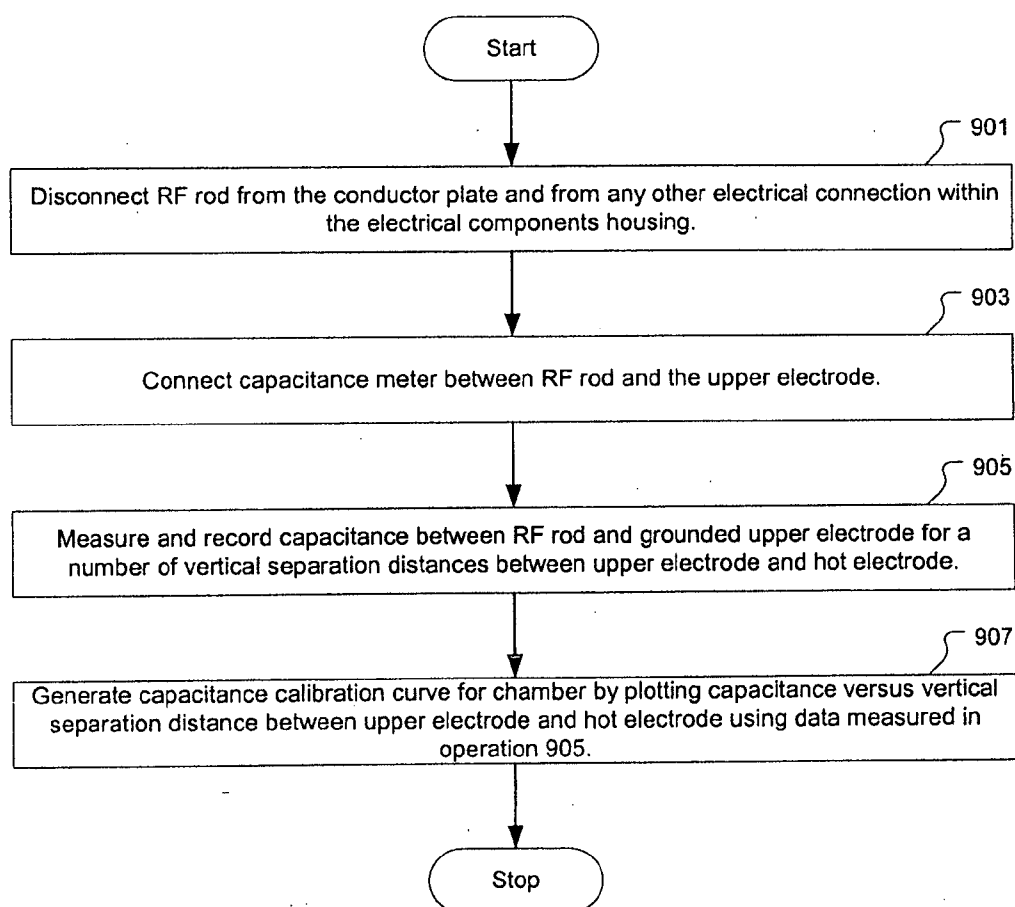 Start
901
Disconnect RF rod from the conductor plate and from any other electrical connection within
the electrical components housing.
903
Connect capacitance meter between RF rod and the upper electrode.
905
Measure and record capacitance between RF rod and grounded upper electrode for a
number of vertical separation distances between upper electrode and hot electrode.
907
Generate capacitance calibration curve for chamber by plotting capacitance versus vertical
separation distance between upper electrode and hot electrode using data measured in
operation 905.
Stop